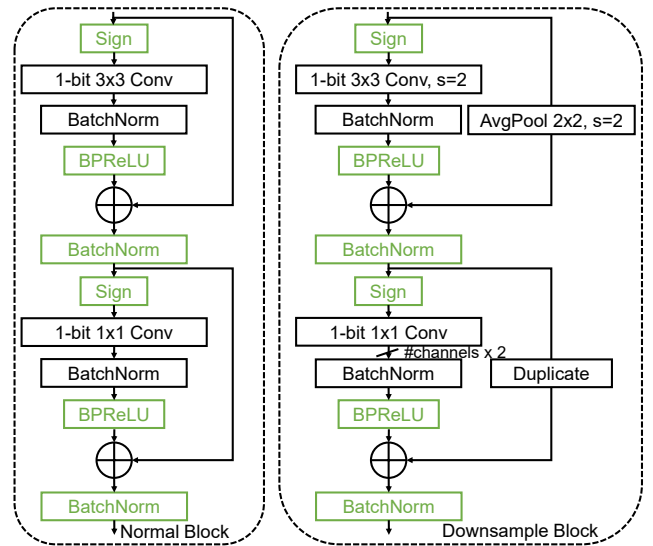 Sign
1-bit 3x3 Conv
BatchNorm
BPReLU
BatchNorm
Sign
1-bit 1x1 Conv
BatchNorm
BPReLU
BatchNorm
Normal Block
Sign
1-bit 3x3 Conv, s=2
BatchNorm
AvgPool 2x2, s=2
BPReLU
BatchNorm
Sign
1-bit 1x1 Conv
#channels x 2
BatchNorm
Duplicate
BPReLU
BatchNorm
Downsample Block